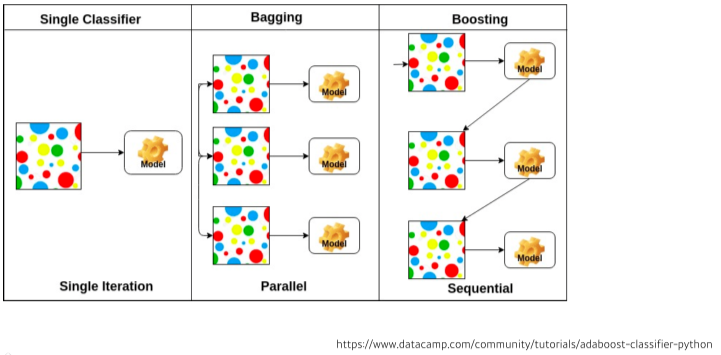 Single Classifier
Bagging
Boosting
Model
Model
Model
Model
Model
Model
Model
Single Iteration
Parallel
Sequential
https://www.datacamp.com/community/tutorials/adaboost-classifier-python